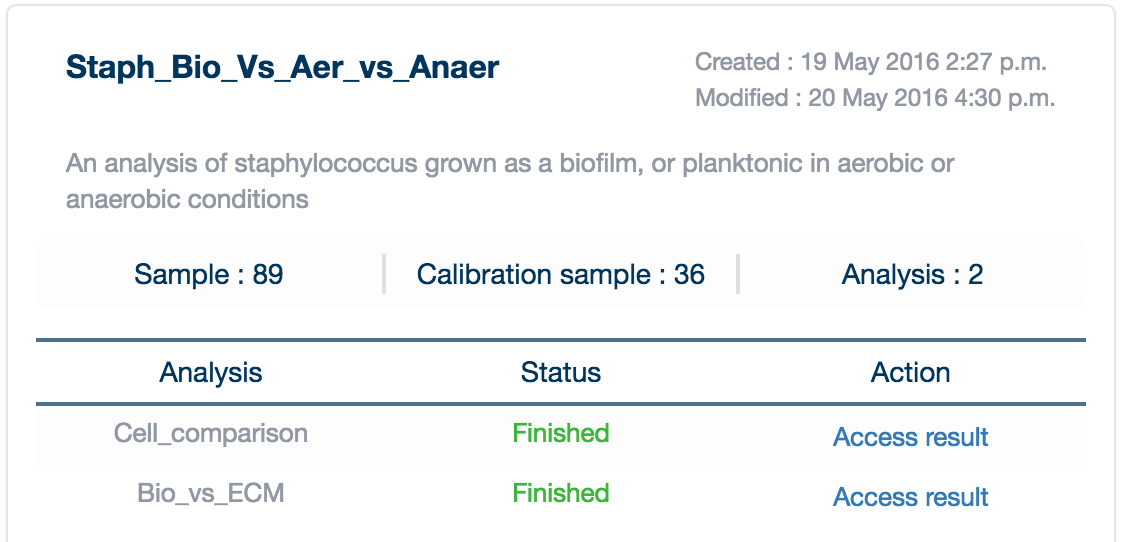 Staph_Bio_Vs_Aer_vs_Anaer
Created : 19 May 2016 2:27 p.m.
Modified : 20 May 2016 4:30 p.m.
An analysis of staphylococcus grown as a biofilm, or planktonic in aerobic or
anaerobic conditions
Sample : 89 Calibration sample : 36 Analysis : 2
Analysis Status Action
Cell_comparison Finished Access result
Bio_vs_ECM Finished Access result